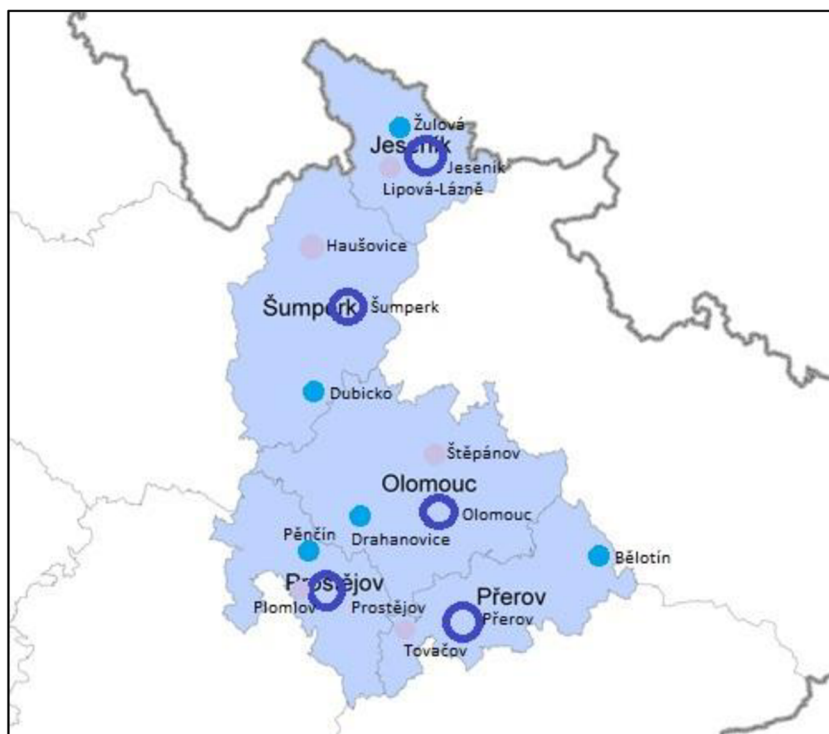 Žulová
Jeseník
Jeseník
Lipová-Lázně
Haušovice
Šumperk
Šumperk
Dubicko
Štěpánov
Olomouc
Olomouc
Drahanovice
Pěnčín
Bělotín
Prostějov
Plomlov
Prostějov
Přerov
Přerov
Tovačov